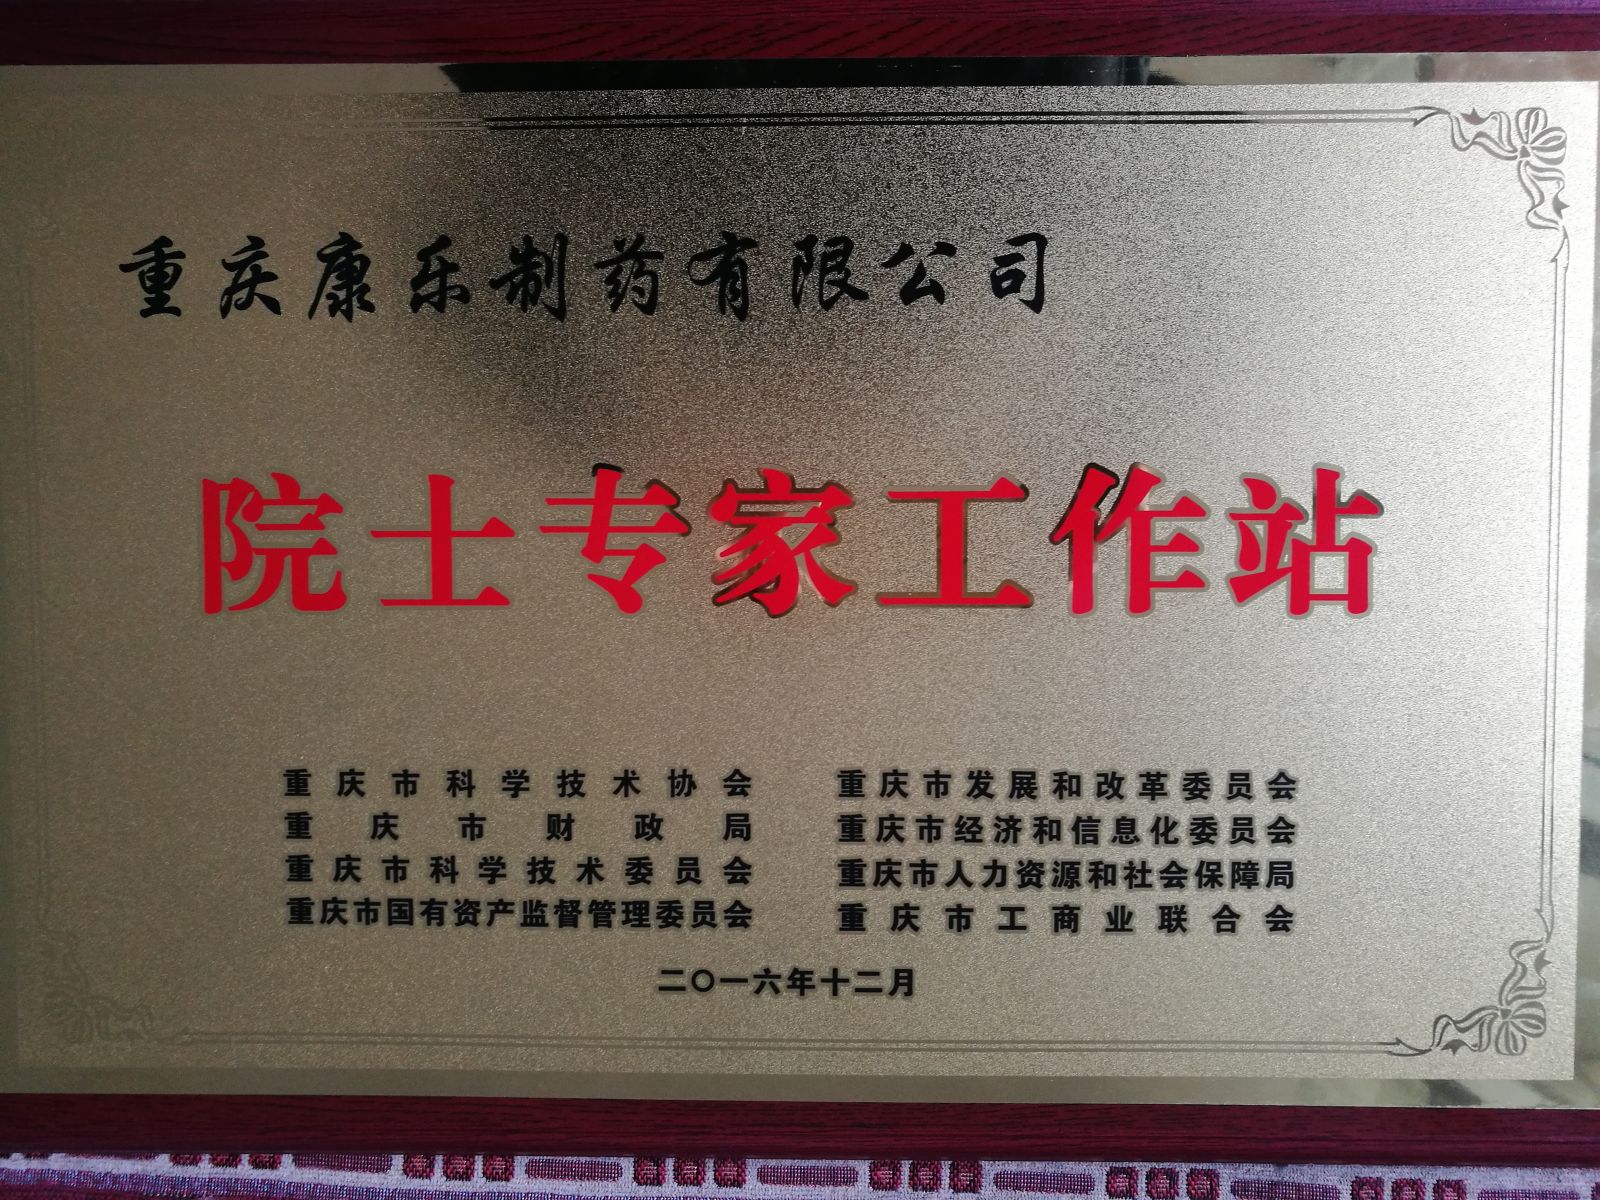 重庆康乐制药有限公司
院士专家工作站
重庆市科学技术协会
重庆市财政局
重庆市科学技术委员会
重庆市国有资产监督管理委员会
重庆市发展和改革委员会
重庆市经济和信息化委员会
重庆市人力资源和社会保障局
重庆市工商业联合会
二〇一六年十二月